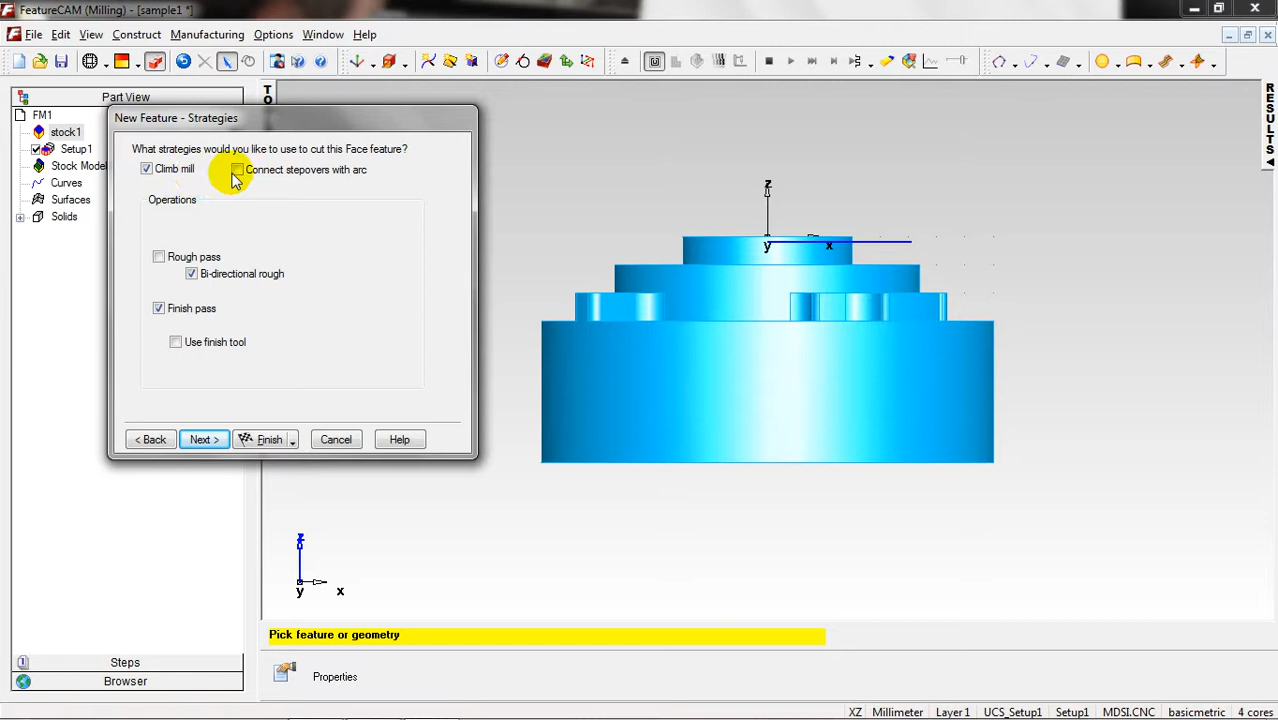 FeatureCAM (Milling) - [sample1 *]
File Edit View Construct Manufacturing Options Window Help
Part View
TO
RESULTS
FM1
stock1
Setup1
Stock Model
Curves
Surfaces
Solids
New Feature - Strategies
What strategies would you like to use to cut this Face feature?
Climb mill
Connect stepovers with arc
Operations
Rough pass
Bi-directional rough
Finish pass
Use finish tool
< Back
Next >
Finish
Cancel
Help
z
y
x
z
y
x
Pick feature or geometry
Steps
Browser
Properties
XZ Millimeter Layer 1 UCS_Setup1 Setup1 MDSI.CNC basicmetric 4 cores